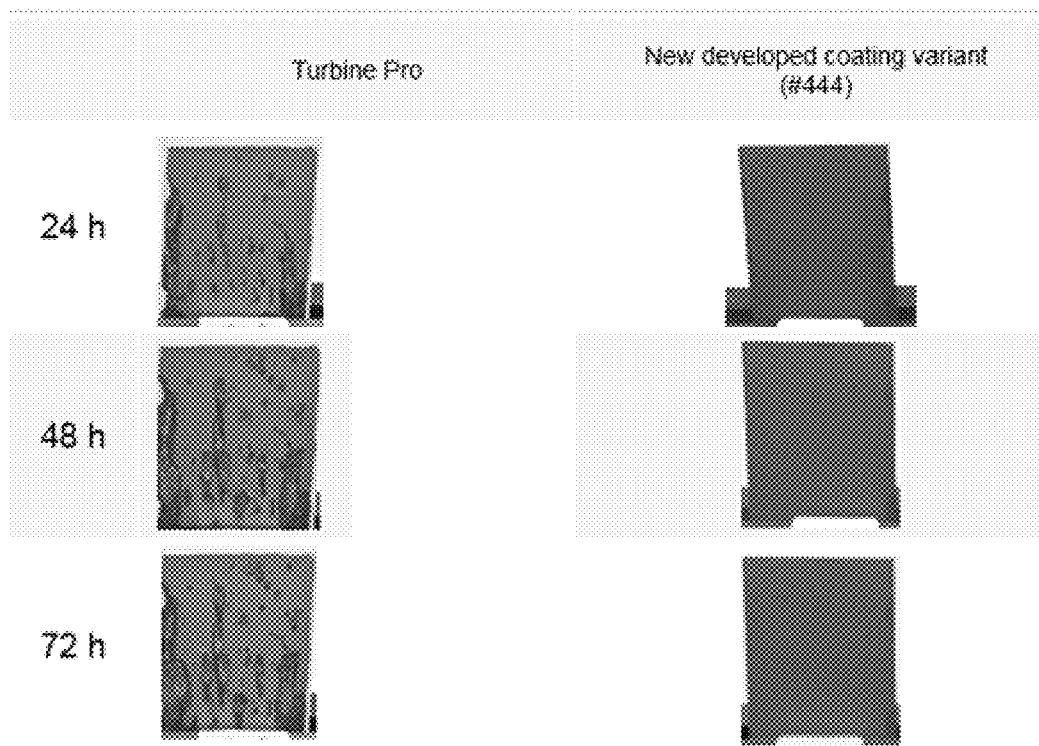 Turbine Pro
New developed coating variant
(#444)
24 h
48 h
72 h